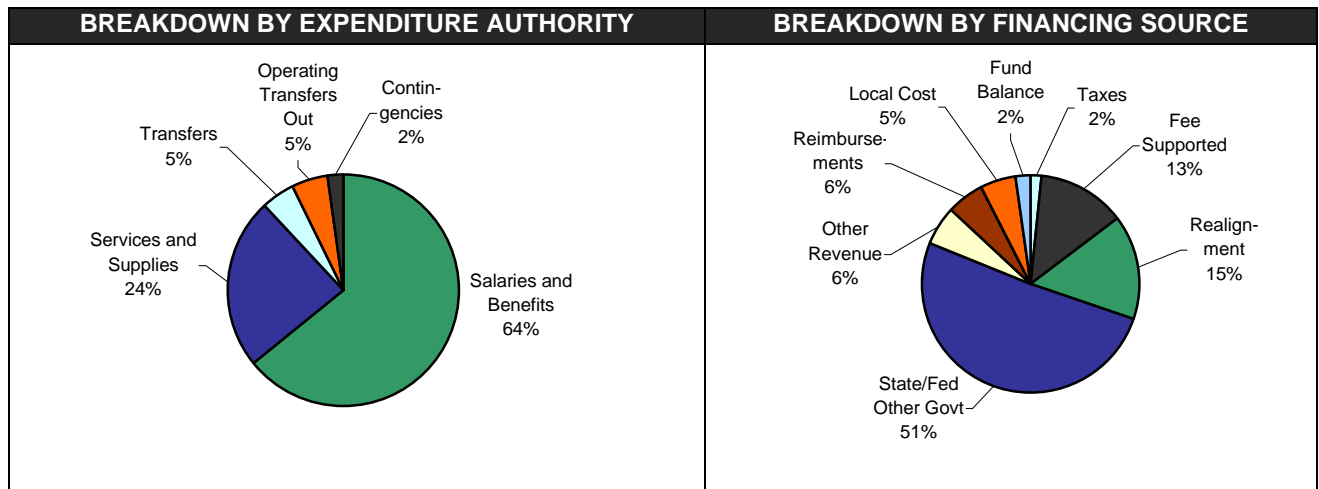 BREAKDOWN BY EXPENDITURE AUTHORITY
Operating
Transfers
Out
5%
Contin-
gencies
2%
Transfers
5%
Services and
Supplies
24%
Salaries and
Benefits
64%
BREAKDOWN BY FINANCING SOURCE
Fund
Balance
2%
Taxes
2%
Local Cost
5%
Fee
Supported
13%
Reimburse-
ments
6%
Other
Revenue
6%
Realign-
ment
15%
State/Fed
Other Govt
51%